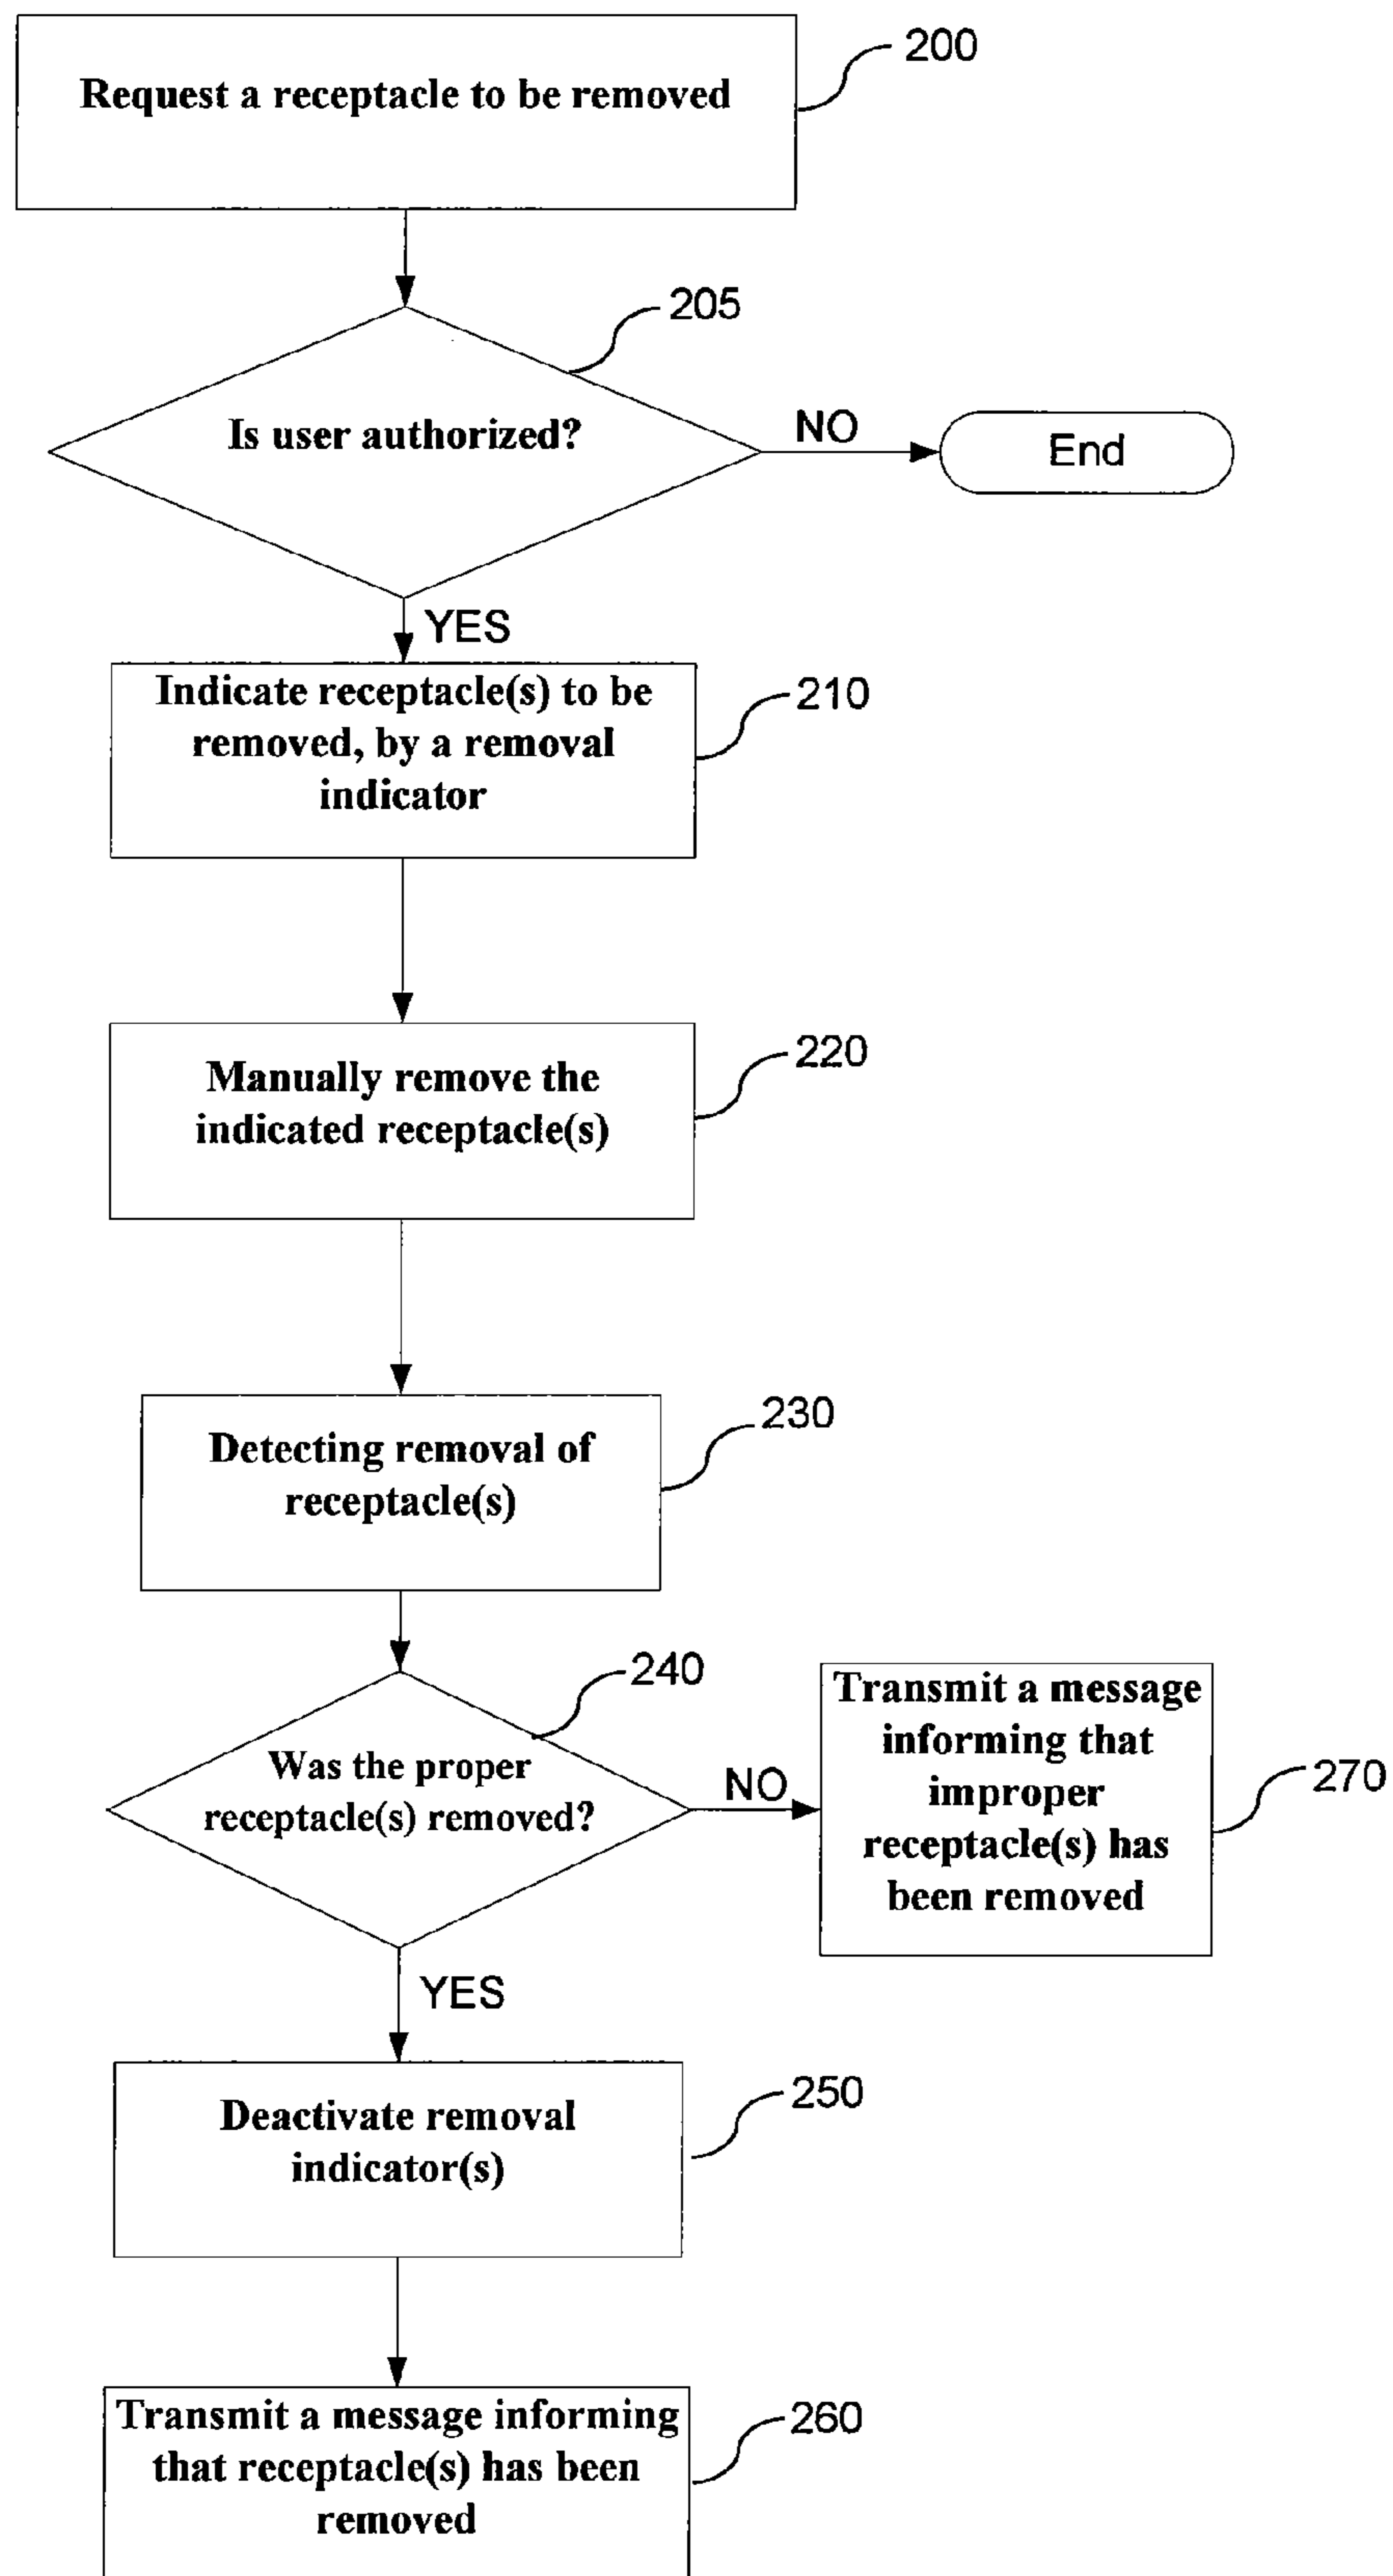 Request a receptacle to be removed
200
205
Is user authorized?
NO
End
YES
Indicate receptacle(s) to be
removed, by a removal
indicator
210
Manually remove the
indicated receptacle(s)
220
Detecting removal of
receptacle(s)
230
240
Was the proper
receptacle(s) removed?
NO
Transmit a message
informing that
improper
receptacle(s) has
been removed
270
YES
Deactivate removal
indicator(s)
250
Transmit a message informing
that receptacle(s) has been
removed
260